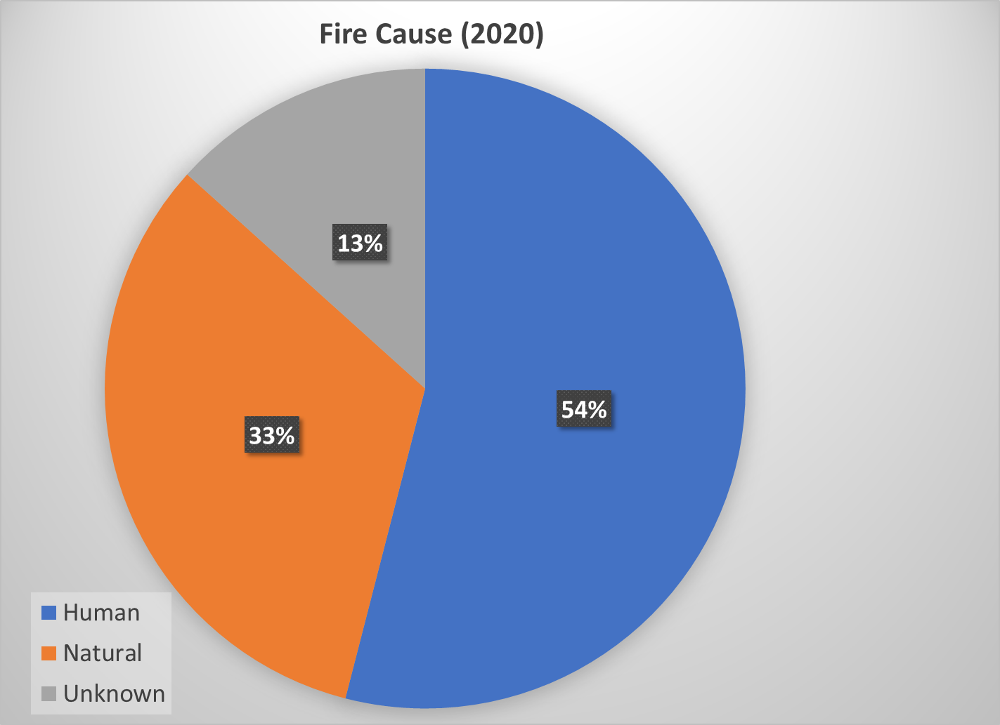 Fire Cause (2020)
13%
54%
33%
Human
Natural
Unknown